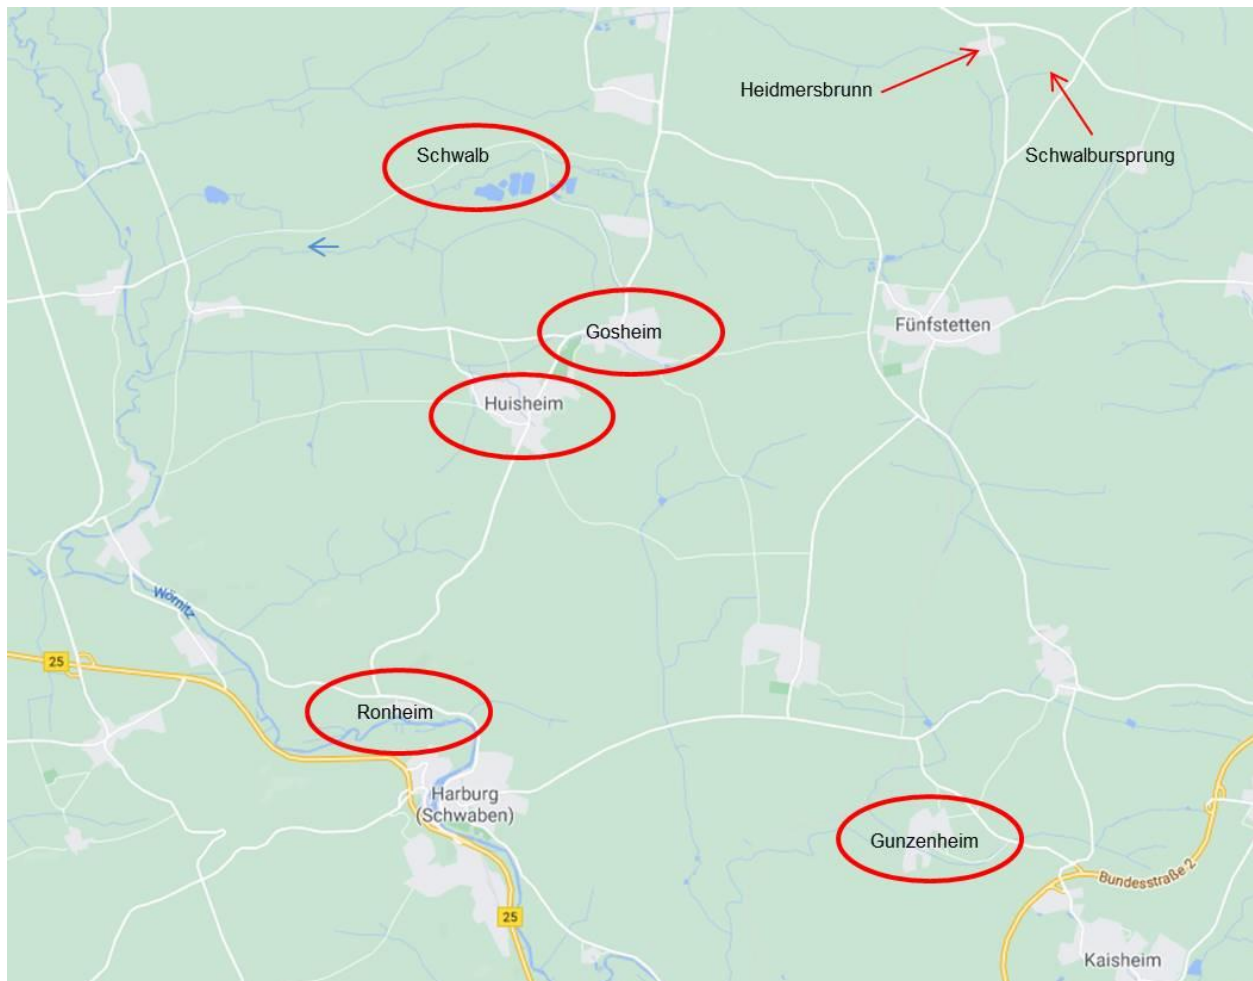 Heidmersbrunn
Schwalb
Schwalbursprung
Gosheim
Fünfstetten
Huisheim
Wörnitz
25
Ronheim
Harburg
(Schwaben)
Gunzenheim
Bundesstraße 2
25
Kaisheim